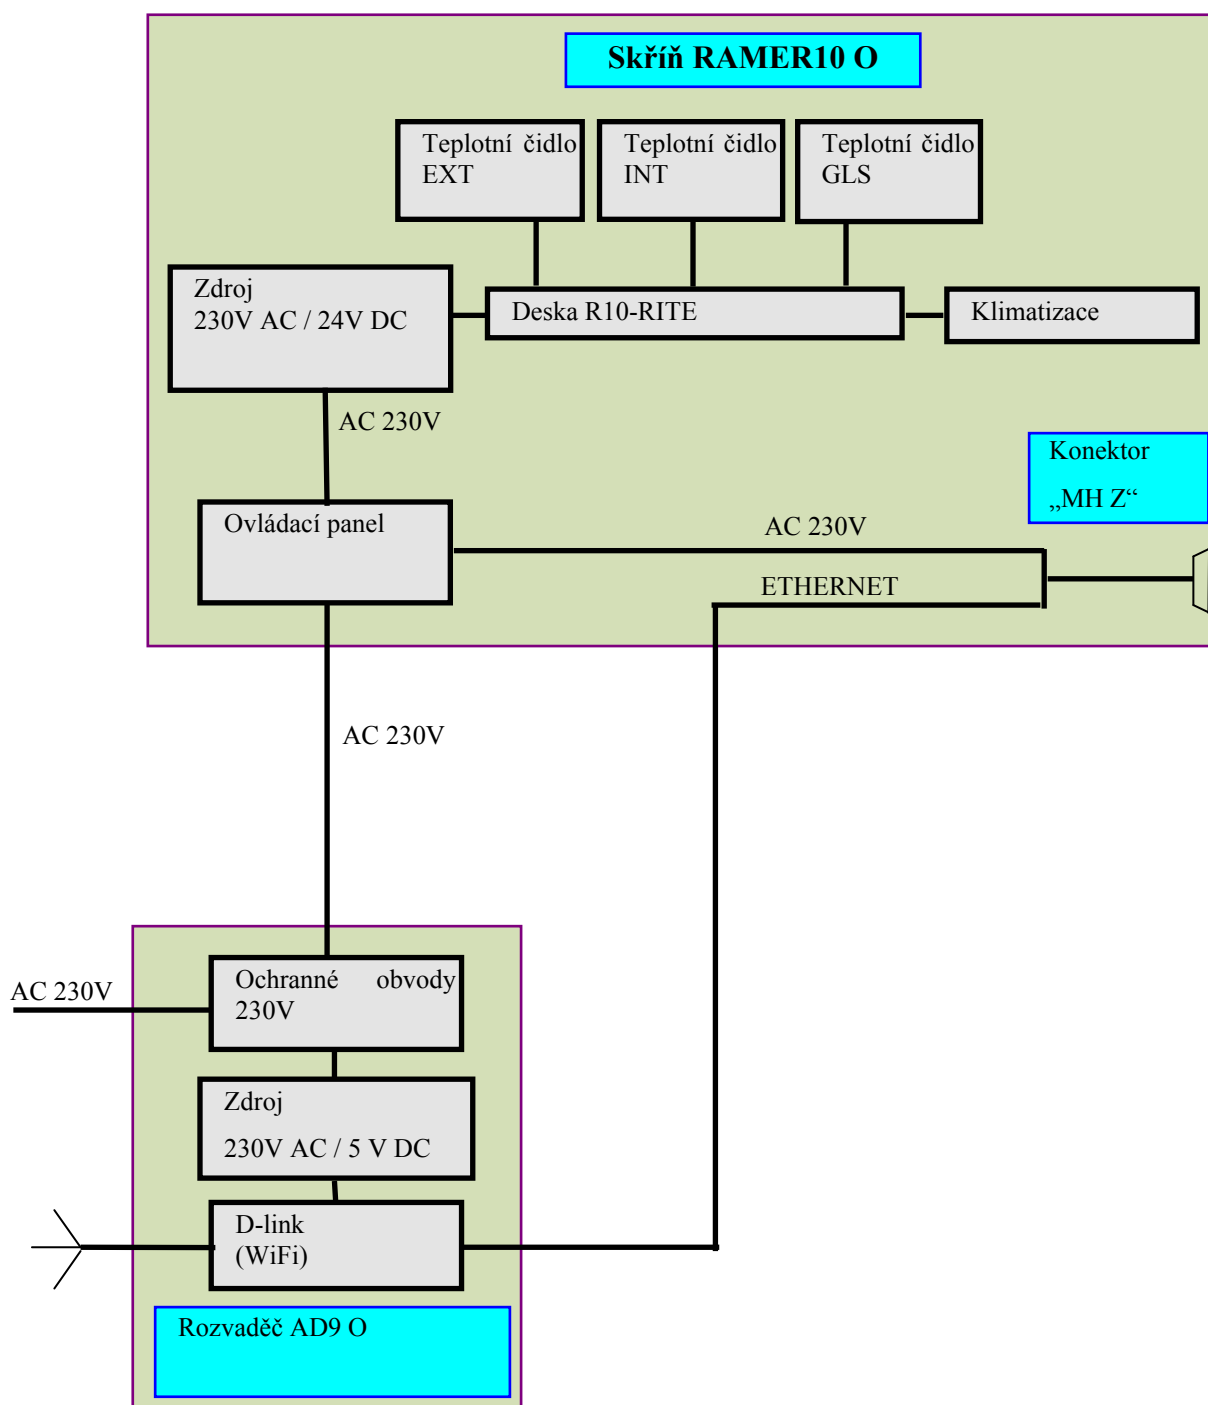 Skříň RAMER10 O
Teplotní čidlo
EXT
Teplotní čidlo
INT
Teplotní čidlo
GLS
Zdroj
230V AC / 24V DC
Deska R10-RITE
Klimatizace
AC 230V
Konektor
„MH Z“
Ovládací panel
AC 230V
ETHERNET
AC 230V
Ochranné obvody
230V
AC 230V
Zdroj
230V AC / 5 V DC
D-link
(WiFi)
Rozvaděč AD9 O